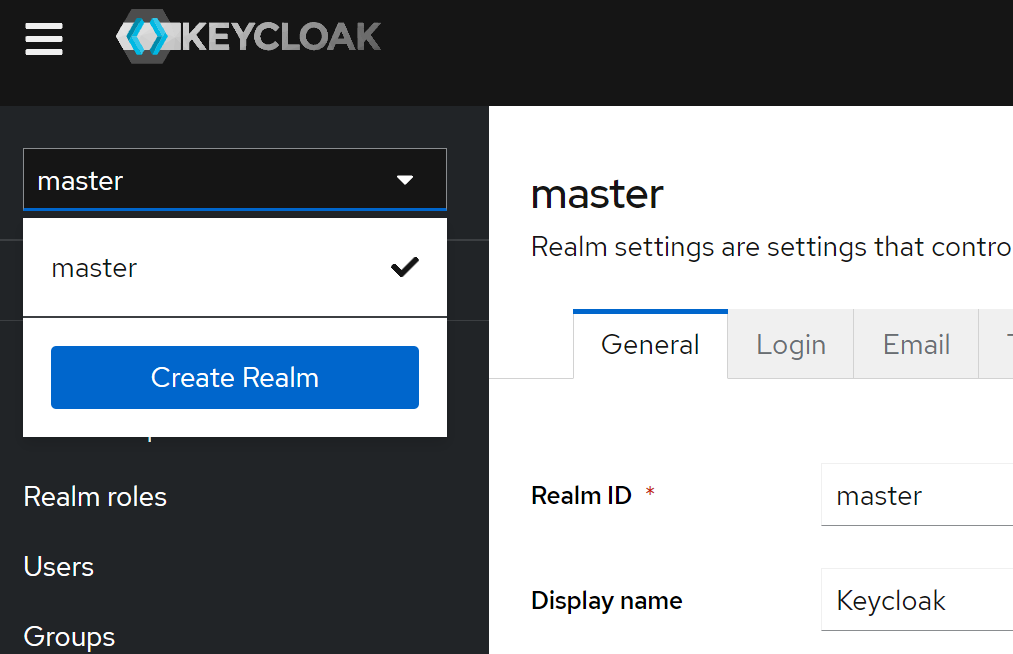 KEYCLOAK
master
master
Create Realm
Realm roles
Users
Groups
master
Realm settings are settings that contro
General
Login
Email
Realm ID *
master
Display name
Keycloak